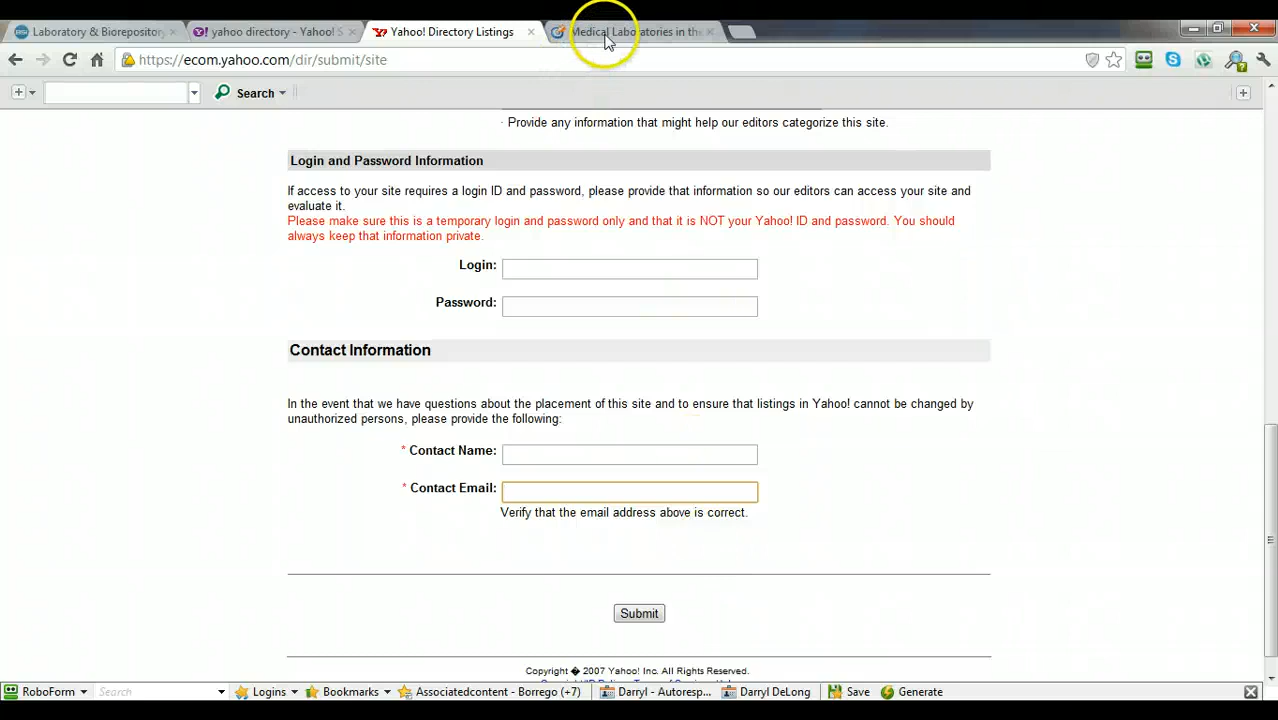 Laboratory & Biorepository
yahoo directory - Yahoo! S
Yahoo! Directory Listings
Medical Laboratories in the
https://ecom.yahoo.com/dir/submit/site
Search
· Provide any information that might help our editors categorize this site.
Login and Password Information
If access to your site requires a login ID and password, please provide that information so our editors can access your site and
evaluate it.
Please make sure this is a temporary login and password only and that it is NOT your Yahoo! ID and password. You should
always keep that information private.
Login:
Password:
Contact Information
In the event that we have questions about the placement of this site and to ensure that listings in Yahoo! cannot be changed by
unauthorized persons, please provide the following:
* Contact Name:
* Contact Email:
Verify that the email address above is correct.
Submit
Copyright � 2007 Yahoo! Inc. All Rights Reserved.
RoboForm
Search
Logins
Bookmarks
Associatedcontent - Borrego (+7)
Darryl - Autoresp...
Darryl DeLong
Save
Generate